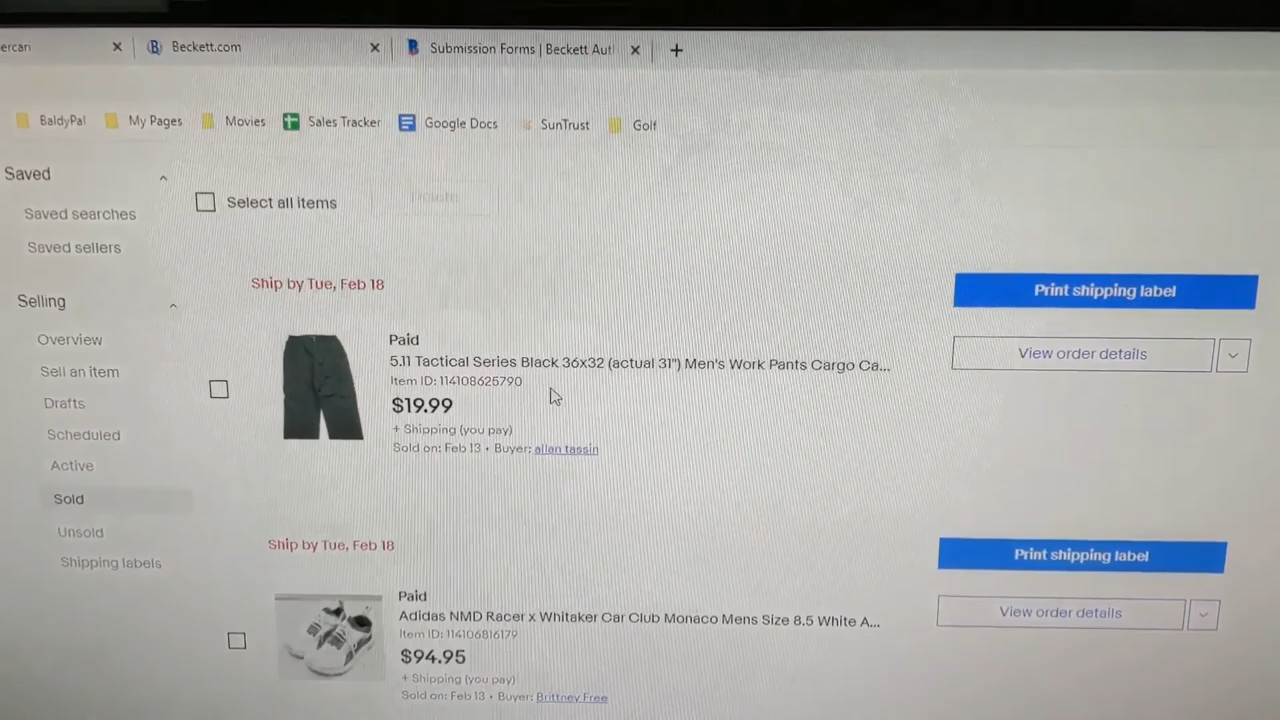 ercari
Beckett.com
Submission Forms | Beckett Aut
BaldyPal
My Pages
Movies
Sales Tracker
Google Docs
SunTrust
Golf
Saved
Saved searches
Saved sellers
Selling
Overview
Sell an item
Drafts
Scheduled
Active
Sold
Unsold
Shipping labels
Select all items
Delete
Ship by Tue, Feb 18
Paid
5.11 Tactical Series Black 36x32 (actual 31") Men's Work Pants Cargo Ca...
Item ID: 114108625790
$19.99
+ Shipping (you pay)
Sold on: Feb 13 • Buyer: allan tassin
Print shipping label
View order details
Ship by Tue, Feb 18
Paid
Adidas NMD Racer x Whitaker Car Club Monaco Mens Size 8.5 White A...
Item ID: 114106816179
$94.95
+ Shipping (you pay)
Sold on: Feb 13 • Buyer: Brittney Free
Print shipping label
View order details